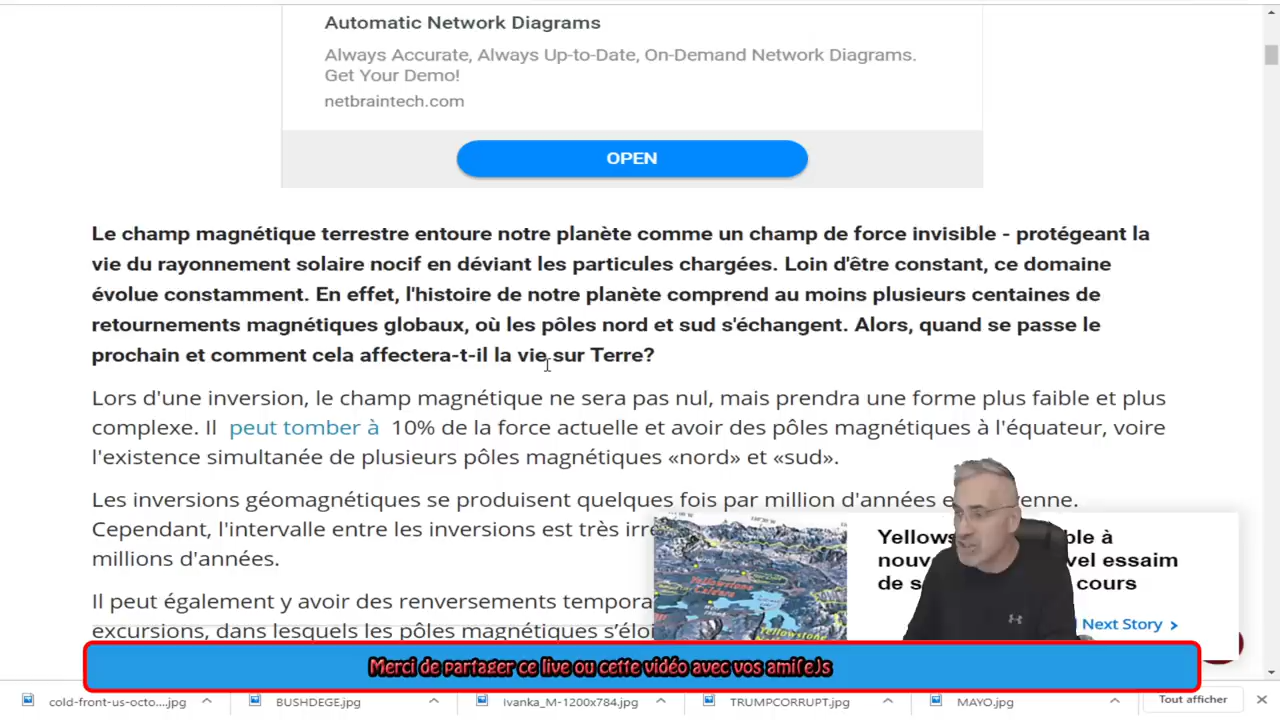 Automatic Network Diagrams
Always Accurate, Always Up-to-Date, On-Demand Network Diagrams.
Get Your Demo!
netbraintech.com
OPEN
Le champ magnétique terrestre entoure notre planète comme un champ de force invisible - protégeant la
vie du rayonnement solaire nocif en déviant les particules chargées. Loin d'être constant, ce domaine
évolue constamment. En effet, l'histoire de notre planète comprend au moins plusieurs centaines de
retournements magnétiques globaux, où les pôles nord et sud s'échangent. Alors, quand se passe le
prochain et comment cela affectera-t-il la vie sur Terre?
Lors d'une inversion, le champ magnétique ne sera pas nul, mais prendra une forme plus faible et plus
complexe. Il peut tomber à 10% de la force actuelle et avoir des pôles magnétiques à l'équateur, voire
l'existence simultanée de plusieurs pôles magnétiques «nord» et «sud».
Les inversions géomagnétiques se produisent quelques fois par million d'années
Cependant, l'intervalle entre les inversions est très
millions d'années.
Il peut également y avoir des renversements
excursions, dans lesquels les pôles magnétiques
à
essaim
de cours
Next Story >
Merci de partager ce live ou cette vidéo avec vos ami(e)s
cold-front-us-octo....jpg
BUSHDEGE.jpg
Ivanka_M-1200x784.jpg
TRUMPCORRUPT.jpg
MAYO.jpg
Tout afficher